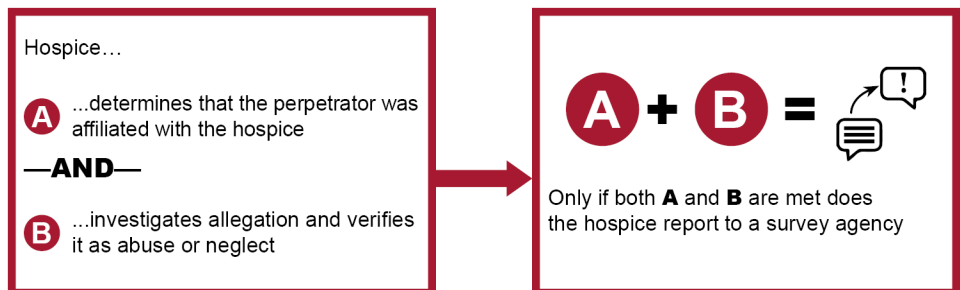 Hospice...
A ...determines that the perpetrator was
affiliated with the hospice
—AND—
B ...investigates allegation and verifies
it as abuse or neglect
A + B = !
Only if both A and B are met does
the hospice report to a survey agency